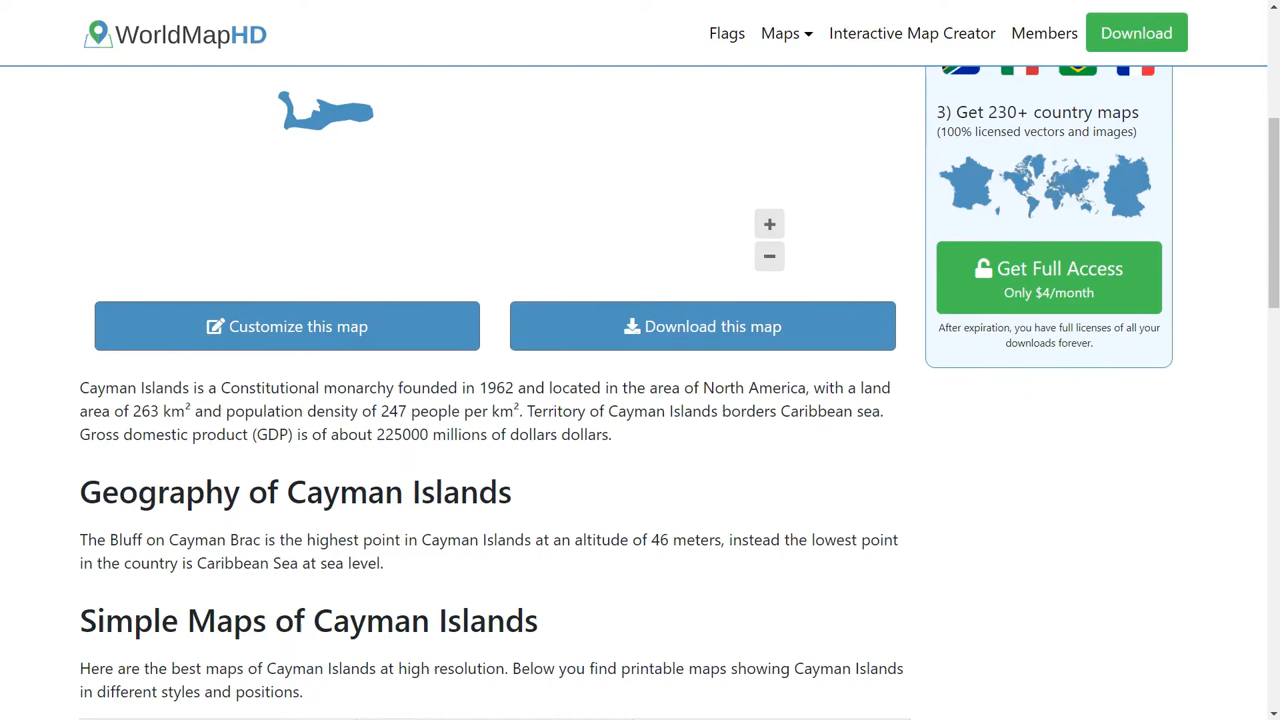 WorldMapHD
Flags Maps Interactive Map Creator Members Download
3) Get 230+ country maps
(100% licensed vectors and images)
Get Full Access
Only $4/month
After expiration, you have full licenses of all your
downloads forever.
Customize this map
Download this map
Cayman Islands is a Constitutional monarchy founded in 1962 and located in the area of North America, with a land
area of 263 km² and population density of 247 people per km². Territory of Cayman Islands borders Caribbean sea.
Gross domestic product (GDP) is of about 225000 millions of dollars dollars.
Geography of Cayman Islands
The Bluff on Cayman Brac is the highest point in Cayman Islands at an altitude of 46 meters, instead the lowest point
in the country is Caribbean Sea at sea level.
Simple Maps of Cayman Islands
Here are the best maps of Cayman Islands at high resolution. Below you find printable maps showing Cayman Islands
in different styles and positions.